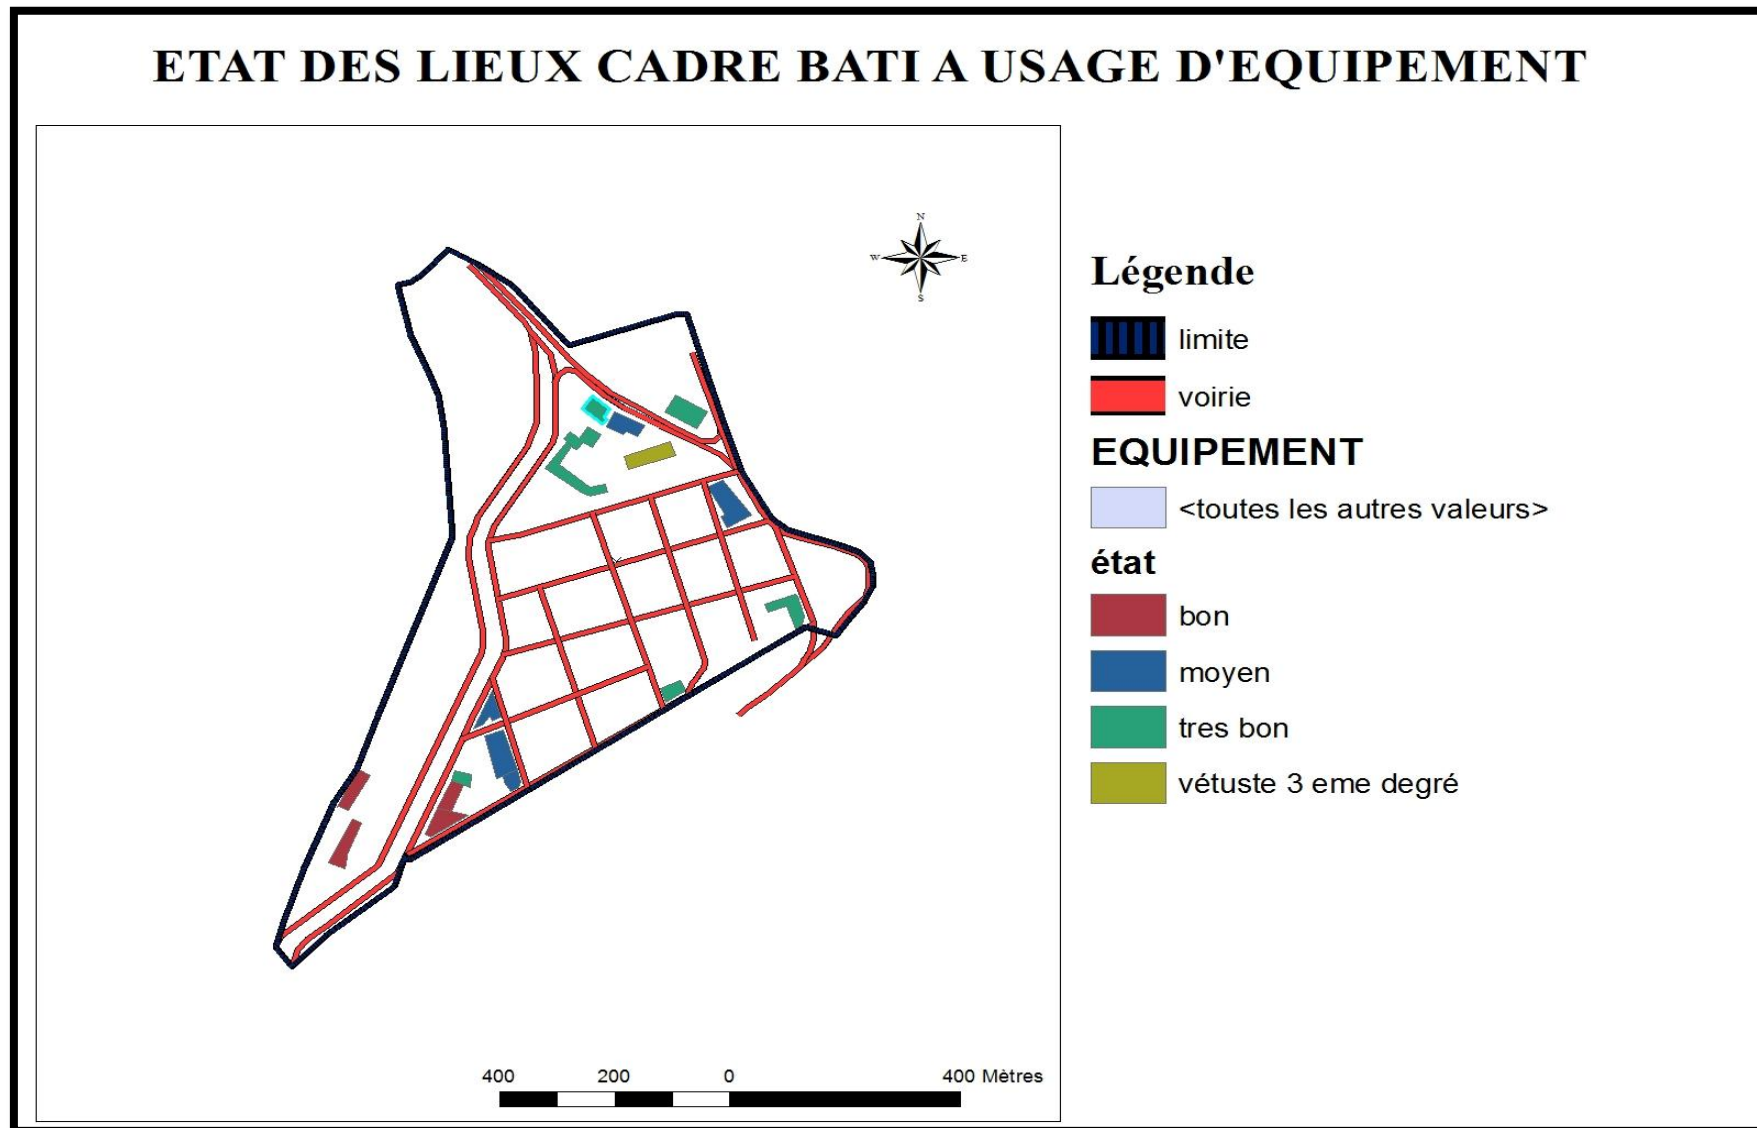 ETAT DES LIEUX CADRE BATI A USAGE D'EQUIPEMENT
N
W E
S
Légende
limite
voirie
EQUIPEMENT
<toutes les autres valeurs>
état
bon
moyen
tres bon
vétuste 3 eme degré
400 200 0 400 Mètres